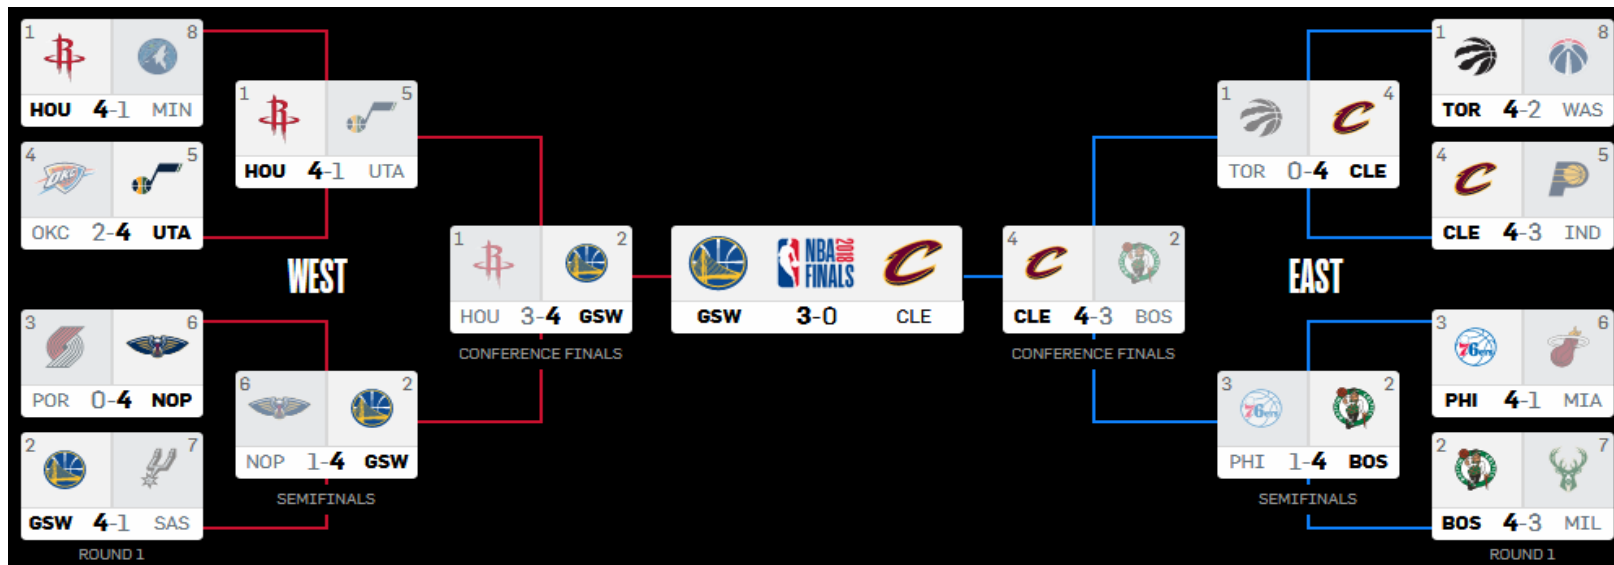 1 8
HOU 4-1 MIN
4 5
OKC 2-4 UTA
3 6
POR 0-4 NOP
2 7
GSW 4-1 SAS
ROUND 1
1 5
HOU 4-1 UTA
6 2
NOP 1-4 GSW
SEMIFINALS
WEST
1 2
HOU 3-4 GSW
CONFERENCE FINALS
NBA 2018
FINALS
GSW 3-0 CLE
4 2
CLE 4-3 BOS
CONFERENCE FINALS
EAST
1 4
TOR 0-4 CLE
3 2
76ers
PHI 1-4 BOS
SEMIFINALS
1 8
TOR 4-2 WAS
4 5
CLE 4-3 IND
3 6
76ers
PHI 4-1 MIA
2 7
BOS 4-3 MIL
ROUND 1